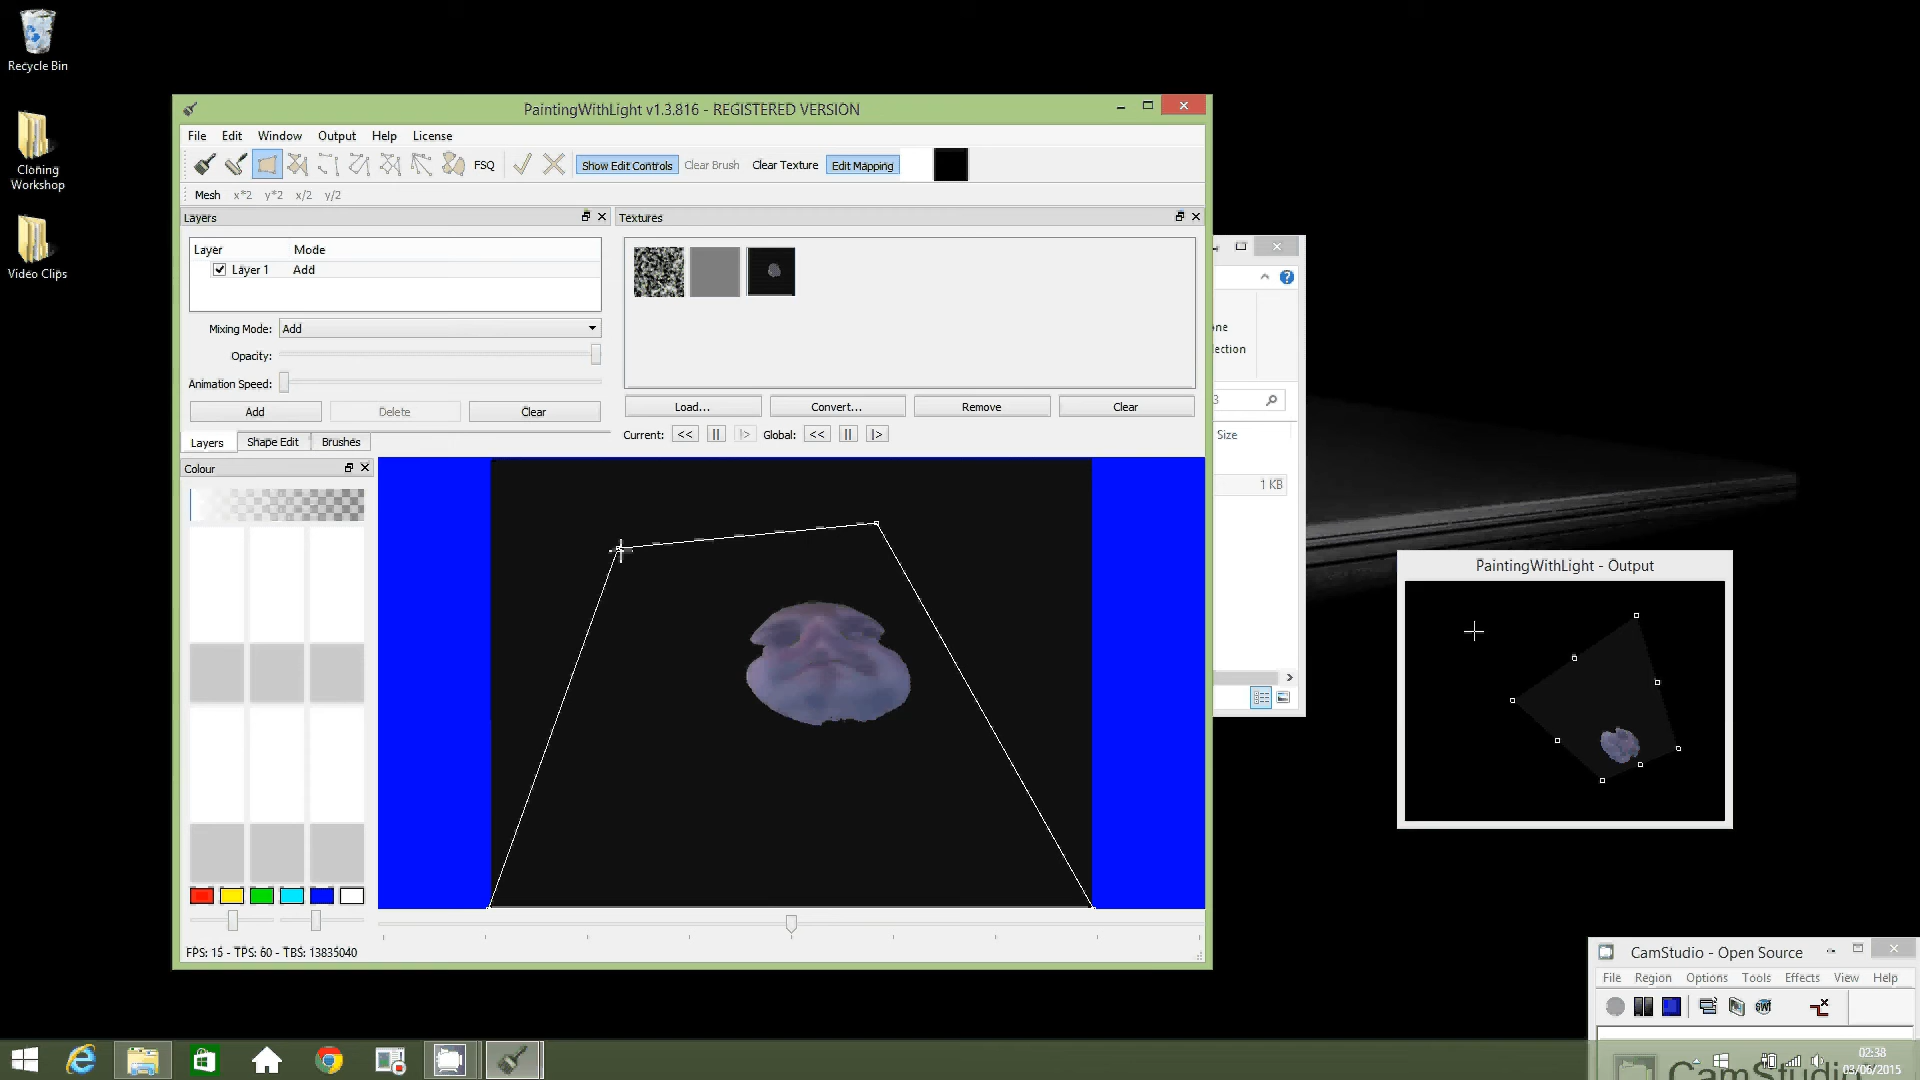 Recycle Bin
Cloning
Workshop
Video Clips
PaintingWithLight v1.3.816 - REGISTERED VERSION
File Edit Window Output Help License
FSQ Show Edit Controls Clear Brush Clear Texture Edit Mapping
Mesh x*2 y*2 x/2 y/2
Layers
Textures
Layer Mode
Layer 1 Add
Mixing Mode: Add
Opacity:
Animation Speed:
Add Delete Clear
Load... Convert... Remove Clear
Current: << || |> Global: << || |>
Layers Shape Edit Brushes
Colour
FPS: 15 - TPS: 60 - TBS: 13835040
Size
1 KB
PaintingWithLight - Output
CamStudio - Open Source
File Region Options Tools Effects View Help
02:38
03/06/2015